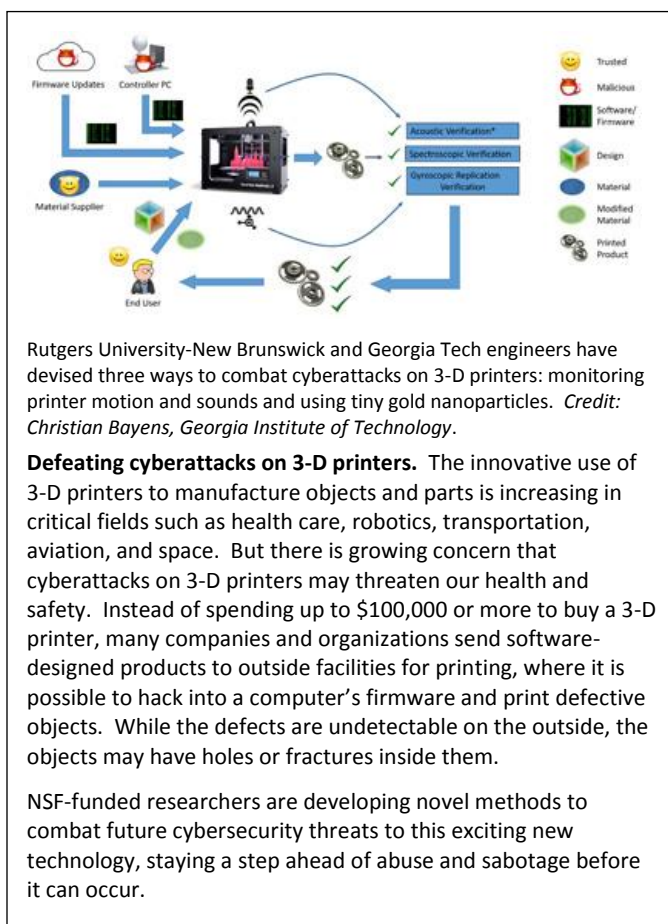 Firmware Updates
Controller PC
Material Supplier
End User
Acoustic Verification*
Spectroscopic Verification
Gyroscopic Replication
Verification
Trusted
Malicious
Software/
Firmware
Design
Material
Modified
Material
Printed
Product
Rutgers University-New Brunswick and Georgia Tech engineers have
devised three ways to combat cyberattacks on 3-D printers: monitoring
printer motion and sounds and using tiny gold nanoparticles. Credit:
Christian Bayens, Georgia Institute of Technology.
Defeating cyberattacks on 3-D printers. The innovative use of
3-D printers to manufacture objects and parts is increasing in
critical fields such as health care, robotics, transportation,
aviation, and space. But there is growing concern that
cyberattacks on 3-D printers may threaten our health and
safety. Instead of spending up to $100,000 or more to buy a 3-D
printer, many companies and organizations send software-
designed products to outside facilities for printing, where it is
possible to hack into a computer’s firmware and print defective
objects. While the defects are undetectable on the outside, the
objects may have holes or fractures inside them.
NSF-funded researchers are developing novel methods to
combat future cybersecurity threats to this exciting new
technology, staying a step ahead of abuse and sabotage before
it can occur.